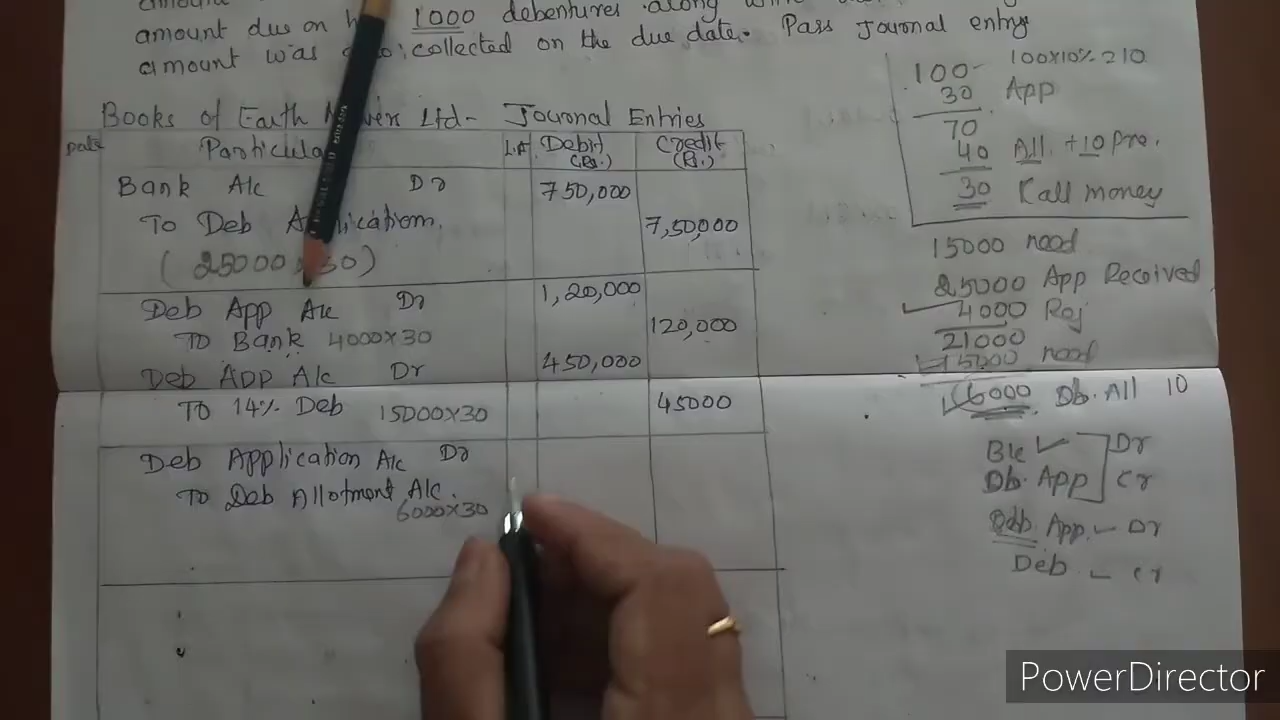 amount due on 1000 debentures along
amount was collected on the due date. Pass Journal entry
Books of Earth Ltd- Journal Entries
Date Particula L.F Debit (Rs.) Credit (Rs.)
Bank A/c Dr 750,000
To Deb Application. 7,50,000
(25000 x 30)
Deb App A/c Dr 1,20,000
To Bank 4000x30 120,000
Deb App A/c Dr 450,000
To 14% Deb 15000x30 45000
Deb Application A/c Dr
To Deb Allotment A/c.
6000x30
100- 100x10% 210
30 App
70
40 All +10 Pre.
30 Kall money
15000 need
25000 App Received
4000 Rej
21000
15000 need
6000 Db. All 10
Bk Dr
Db. App Cr
Deb. App. Dr
Deb Cr
PowerDirector